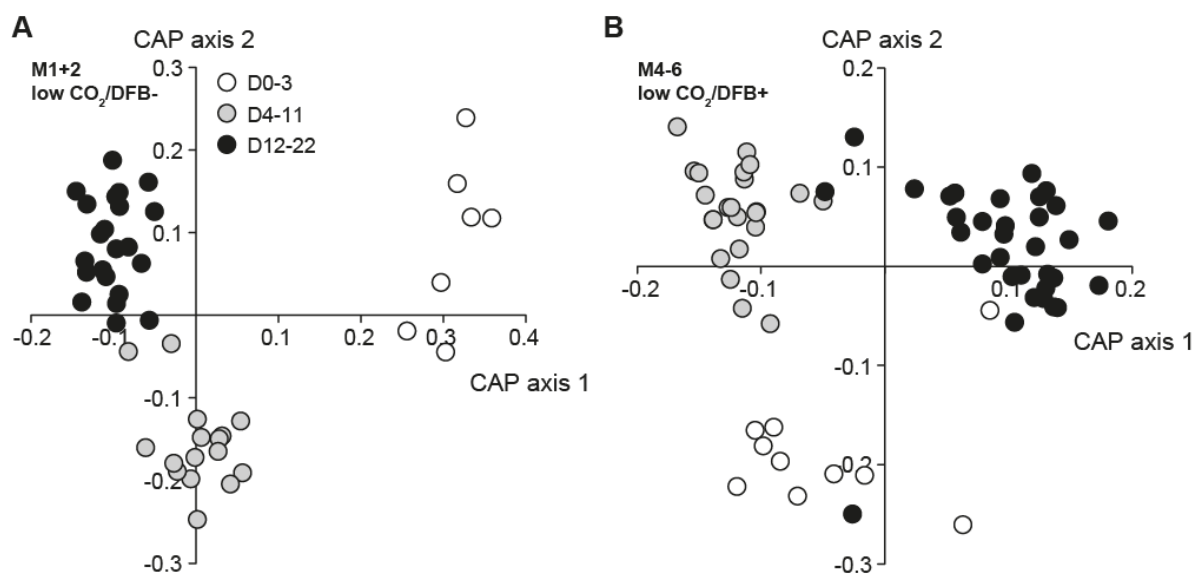 A
CAP axis 2
M1+2
low CO2/DFB-
D0-3
D4-11
D12-22
0.3
0.2
0.1
-0.2
-0.1
0.1
0.2
0.3
0.4
CAP axis 1
-0.1
-0.2
-0.3
B
CAP axis 2
M4-6
low CO2/DFB+
0.2
0.1
-0.2
-0.1
0.1
0.2
CAP axis 1
-0.1
-0.2
-0.3